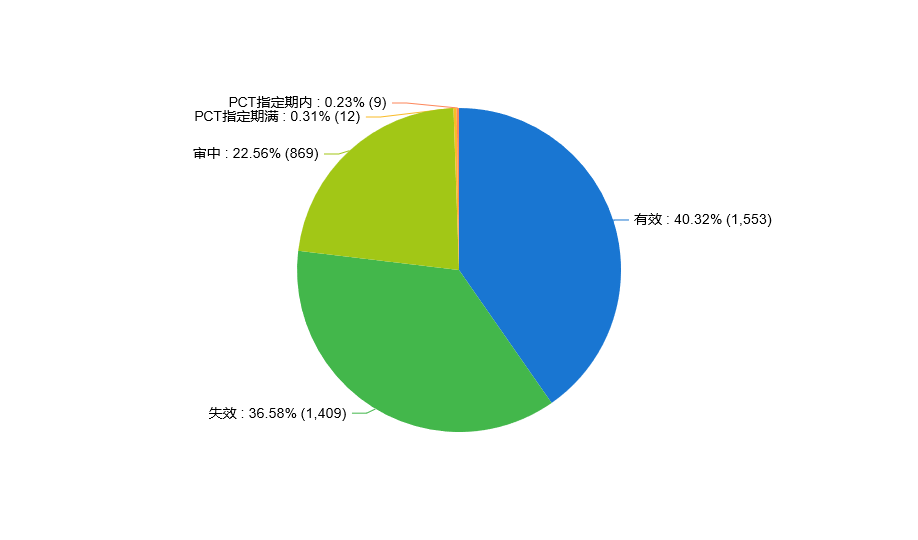 PCT指定期内 : 0.23% (9)
PCT指定期满 : 0.31% (12)
审中 : 22.56% (869)
有效 : 40.32% (1,553)
失效 : 36.58% (1,409)